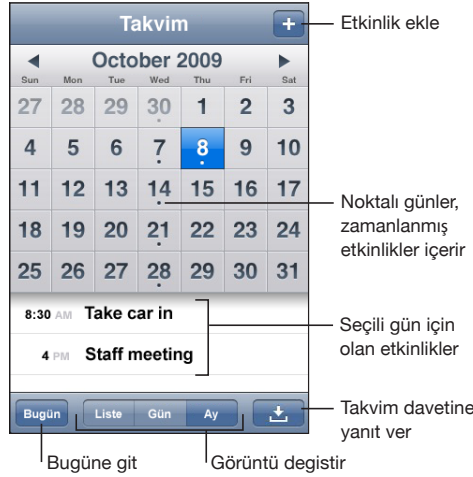 Takvim
+
Etkinlik ekle
October 2009
Sun Mon Tue Wed Thu Fri Sat
27 28 29 30 1 2 3
4 5 6 7 8 9 10
11 12 13 14 15 16 17
18 19 20 21 22 23 24
25 26 27 28 29 30 31
Noktalı günler,
zamanlanmış
etkinlikler içerir
8:30 AM Take car in
4 PM Staff meeting
Seçili gün için
olan etkinlikler
Bugün Liste Gün Ay
Takvim davetine
yanıt ver
Bugüne git
Görüntü degistir